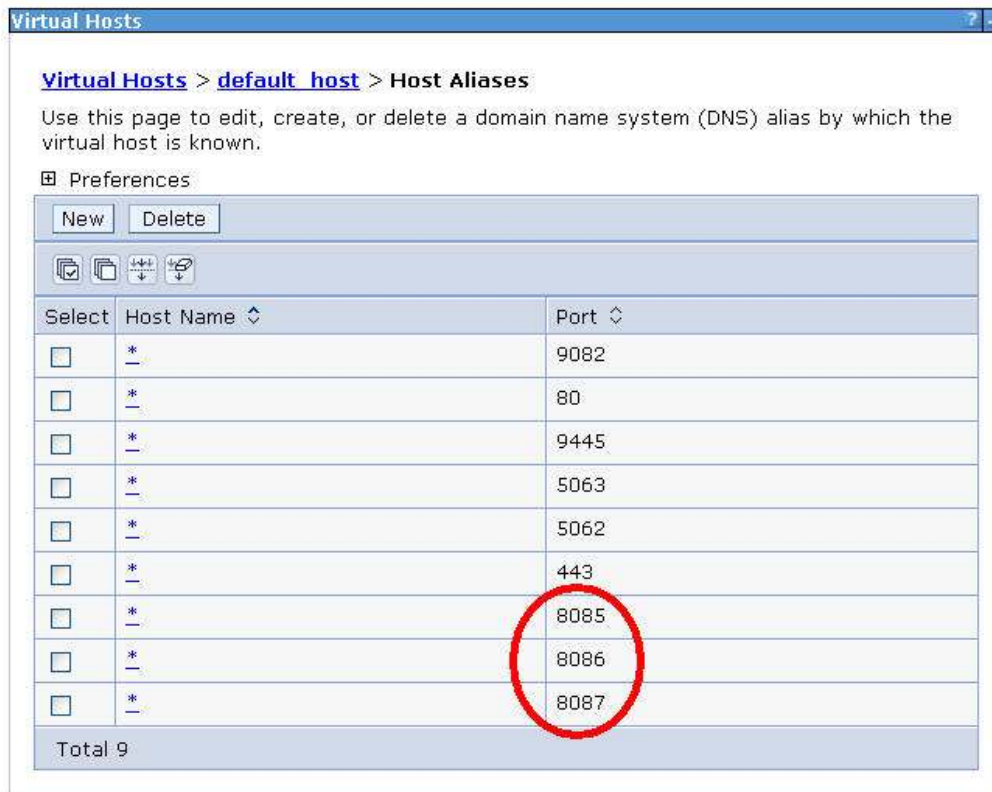 Virtual Hosts ?
Virtual Hosts > default_host > Host Aliases
Use this page to edit, create, or delete a domain name system (DNS) alias by which the
virtual host is known.
Preferences
New Delete
Select Host Name Port
* 9082
* 80
* 9445
* 5063
* 5062
* 443
* 8085
* 8086
* 8087
Total 9